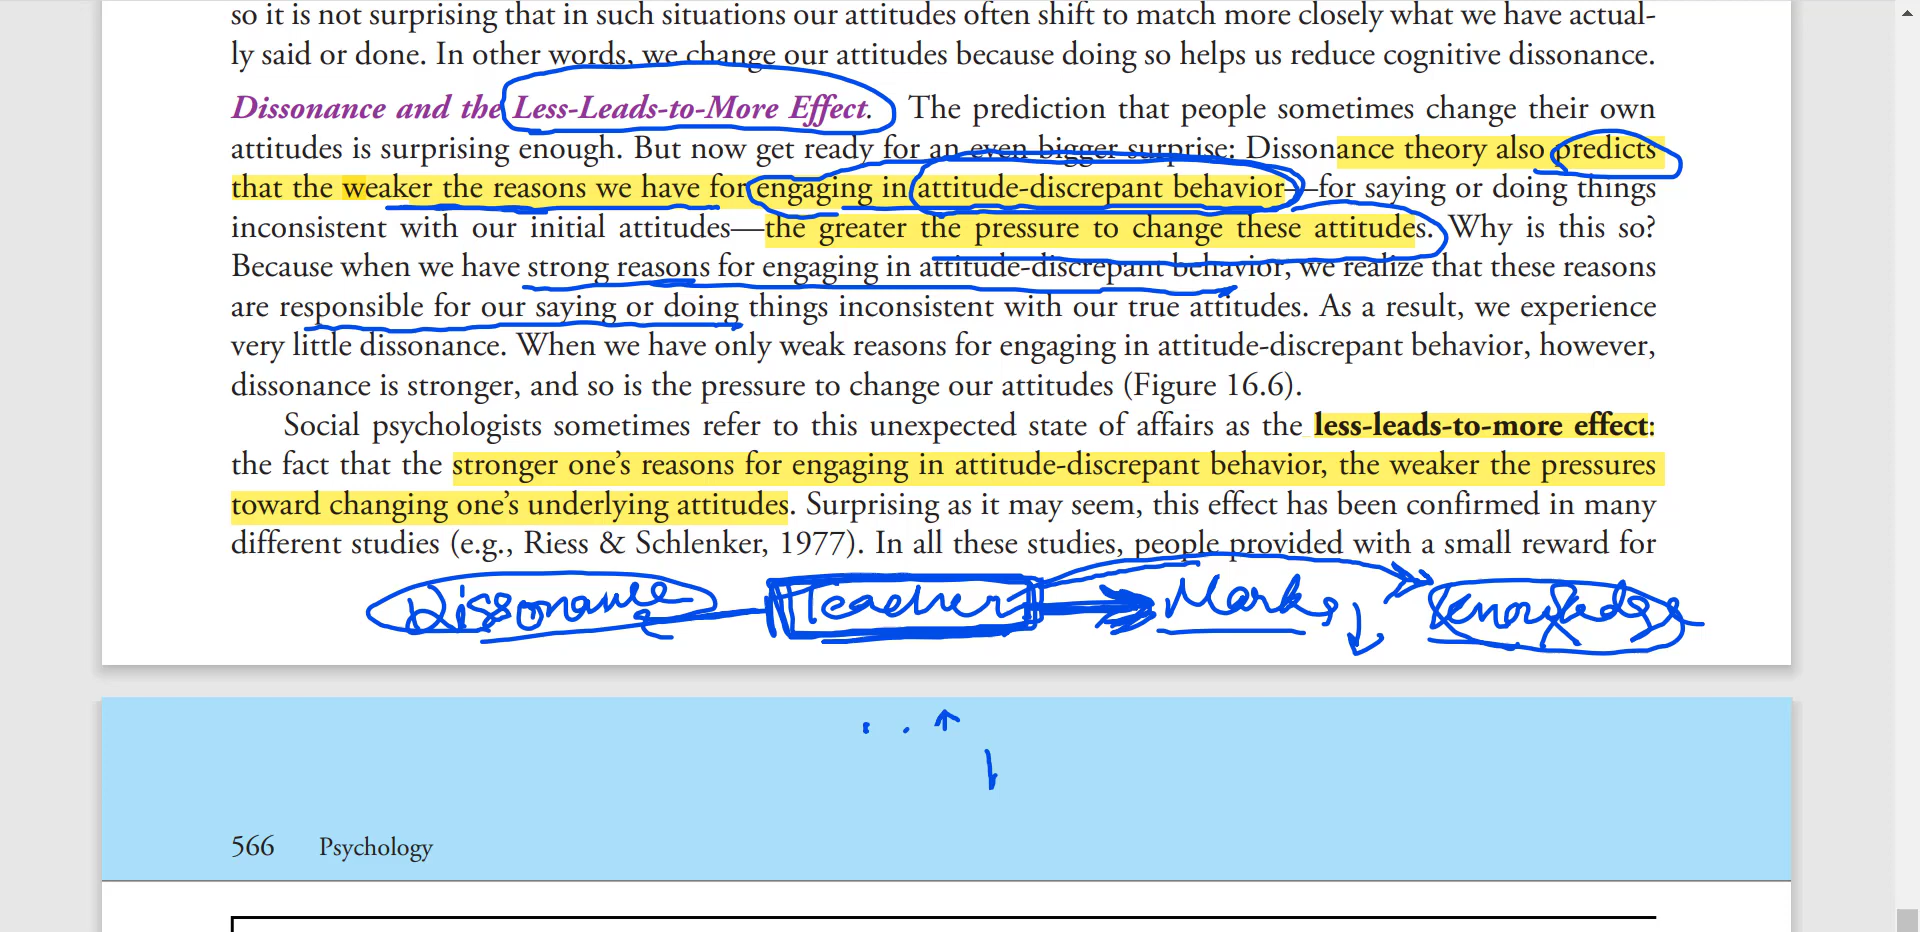 so it is not surprising that in such situations our attitudes often shift to match more closely what we have actual-
ly said or done. In other words, we change our attitudes because doing so helps us reduce cognitive dissonance.
Dissonance and the Less-Leads-to-More Effect. The prediction that people sometimes change their own
attitudes is surprising enough. But now get ready for an even bigger surprise: Dissonance theory also predicts
that the weaker the reasons we have for engaging in attitude-discrepant behavior—for saying or doing things
inconsistent with our initial attitudes—the greater the pressure to change these attitudes. Why is this so?
Because when we have strong reasons for engaging in attitude-discrepant behavior, we realize that these reasons
are responsible for our saying or doing things inconsistent with our true attitudes. As a result, we experience
very little dissonance. When we have only weak reasons for engaging in attitude-discrepant behavior, however,
dissonance is stronger, and so is the pressure to change our attitudes (Figure 16.6).
Social psychologists sometimes refer to this unexpected state of affairs as the less-leads-to-more effect:
the fact that the stronger one's reasons for engaging in attitude-discrepant behavior, the weaker the pressures
toward changing one's underlying attitudes. Surprising as it may seem, this effect has been confirmed in many
different studies (e.g., Riess & Schlenker, 1977). In all these studies, people provided with a small reward for
Dissonance Teacher Marks
566 Psychology